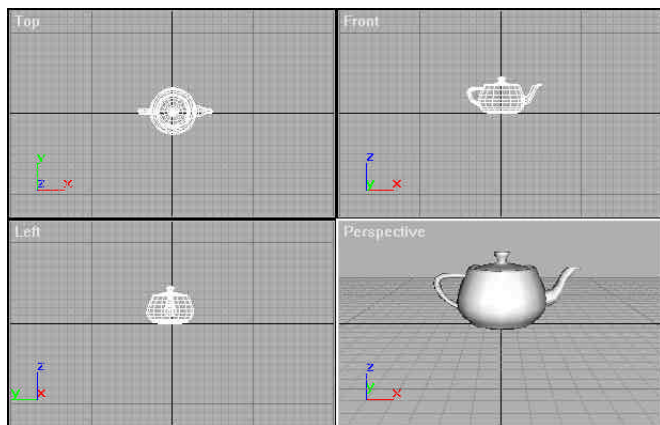 Top
Front
y
z x
z
y x
Left
Perspective
z
y x
z
y x